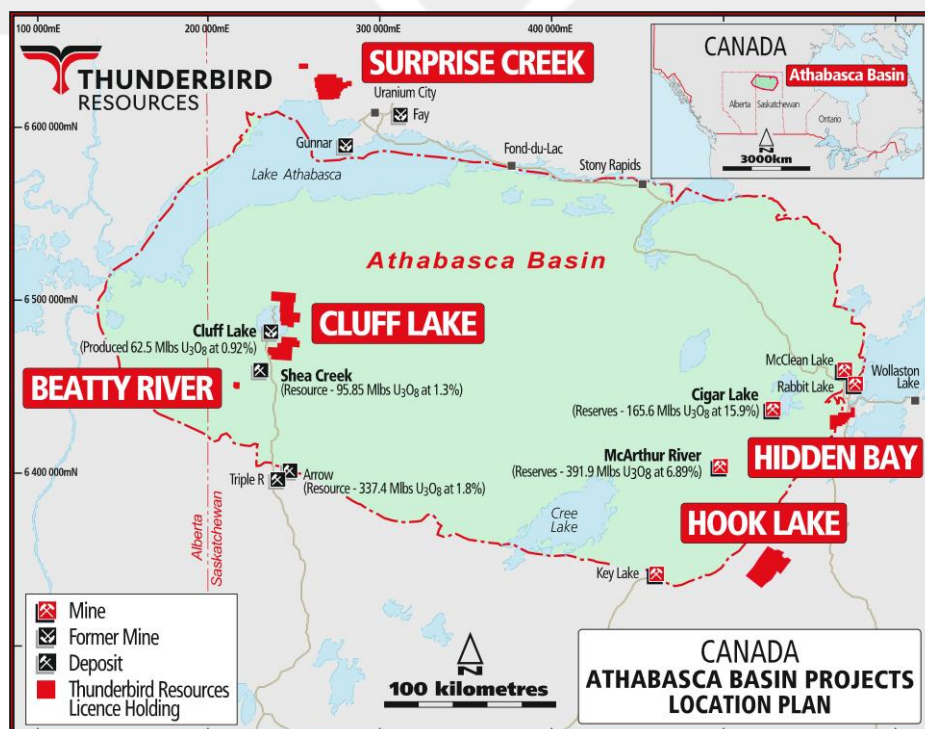 100 000mE
200 000mE
300 000mE
400 000mE
THUNDERBIRD
RESOURCES
SURPRISE CREEK
Uranium City
Fay
Gunnar
6 600 000mN
Lake Athabasca
Fond-du-Lac
Stony Rapids
CANADA
Athabasca Basin
Alberta
Saskatchewan
Ontario
N
3000km
Athabasca Basin
6 500 000mN
Cluff Lake
(Produced 62.5 Mlbs U₃O₈ at 0.92%)
CLUFF LAKE
BEATTY RIVER
Shea Creek
(Resource - 95.85 Mlbs U₃O₈ at 1.3%)
McClean Lake
Rabbit Lake
Wollaston
Lake
Cigar Lake
(Reserves - 165.6 Mlbs U₃O₈ at 15.9%)
HIDDEN BAY
McArthur River
(Reserves - 391.9 Mlbs U₃O₈ at 6.89%)
6 400 000mN
Triple R
Arrow
(Resource - 337.4 Mlbs U₃O₈ at 1.8%)
Cree
Lake
HOOK LAKE
Key Lake
Alberta
Saskatchewan
Mine
Former Mine
Deposit
Thunderbird Resources
Licence Holding
N
100 kilometres
CANADA
ATHABASCA BASIN PROJECTS
LOCATION PLAN